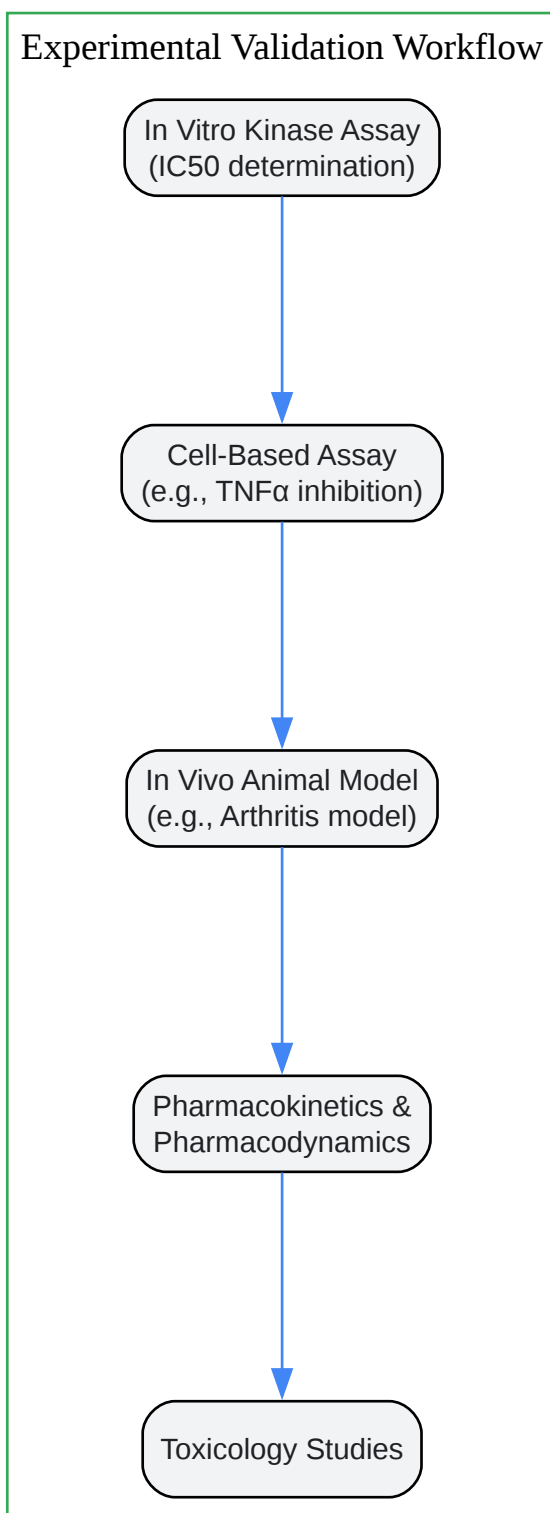 Experimental Validation Workflow
In Vitro Kinase Assay
(IC50 determination)
Cell-Based Assay
(e.g., TNFα inhibition)
In Vivo Animal Model
(e.g., Arthritis model)
Pharmacokinetics &
Pharmacodynamics
Toxicology Studies